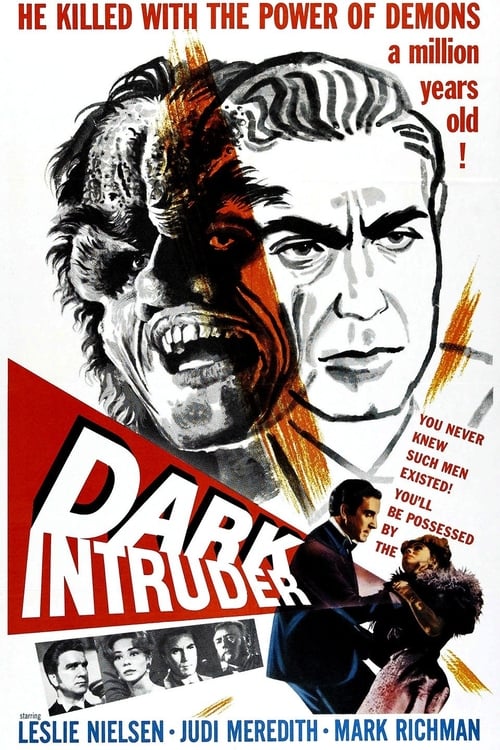 HE KILLED WITH THE POWER OF DEMONS
a million
years
old!
YOU NEVER
KNEW
SUCH MEN
EXISTED!
YOU'LL
BE POSSESSED
BY THE
DARK
INTRUDER
starring
LESLIE NIELSEN · JUDI MEREDITH · MARK RICHMAN